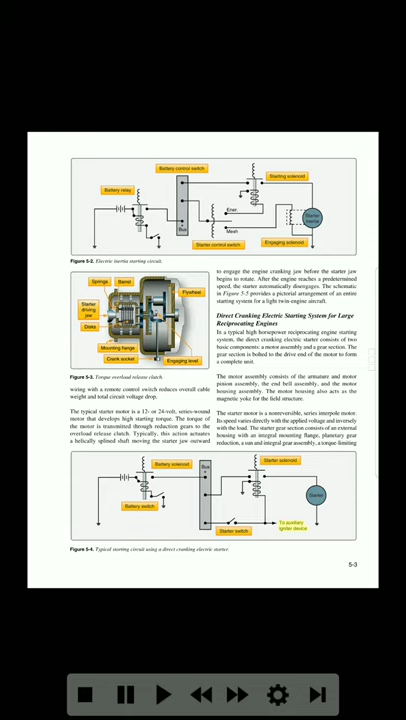 Battery control switch
Battery relay
Starting solenoid
Ener.
Starter
Inertia
Bus
Mesh
Starter control switch
Engaging solenoid
Figure 5-2. Electric inertia starting circuit.
Springs
Barrel
Flywheel
Starter
driving
jaw
Disks
Mounting flange
Crank socket
Engaging level
Figure 5-3. Torque overload release clutch.
wiring with a remote control switch reduces overall cable
weight and total circuit voltage drop.
The typical starter motor is a 12- or 24-volt, series-wound
motor that develops high starting torque. The torque of
the motor is transmitted through reduction gears to the
overload release clutch. Typically, this action actuates
a helically splined shaft moving the starter jaw outward
to engage the engine cranking jaw before the starter jaw
begins to rotate. After the engine reaches a predetermined
speed, the starter automatically disengages. The schematic
in Figure 5-5 provides a pictorial arrangement of an entire
starting system for a light twin-engine aircraft.
Direct Cranking Electric Starting System for Large
Reciprocating Engines
In a typical high horsepower reciprocating engine starting
system, the direct cranking electric starter consists of two
basic components: a motor assembly and a gear section. The
gear section is bolted to the drive end of the motor to form
a complete unit.
The motor assembly consists of the armature and motor
pinion assembly, the end bell assembly, and the motor
housing assembly. The motor housing also acts as the
magnetic yoke for the field structure.
The starter motor is a nonreversible, series interpole motor.
Its speed varies directly with the applied voltage and inversely
with the load. The starter gear section consists of an external
housing with an integral mounting flange, planetary gear
reduction, a sun and integral gear assembly, a torque-limiting
Battery solenoid
Bus
Starter solenoid
Starter
Battery switch
Starter switch
To auxiliary
igniter device
Figure 5-4. Typical starting circuit using a direct cranking electric starter.
5-3